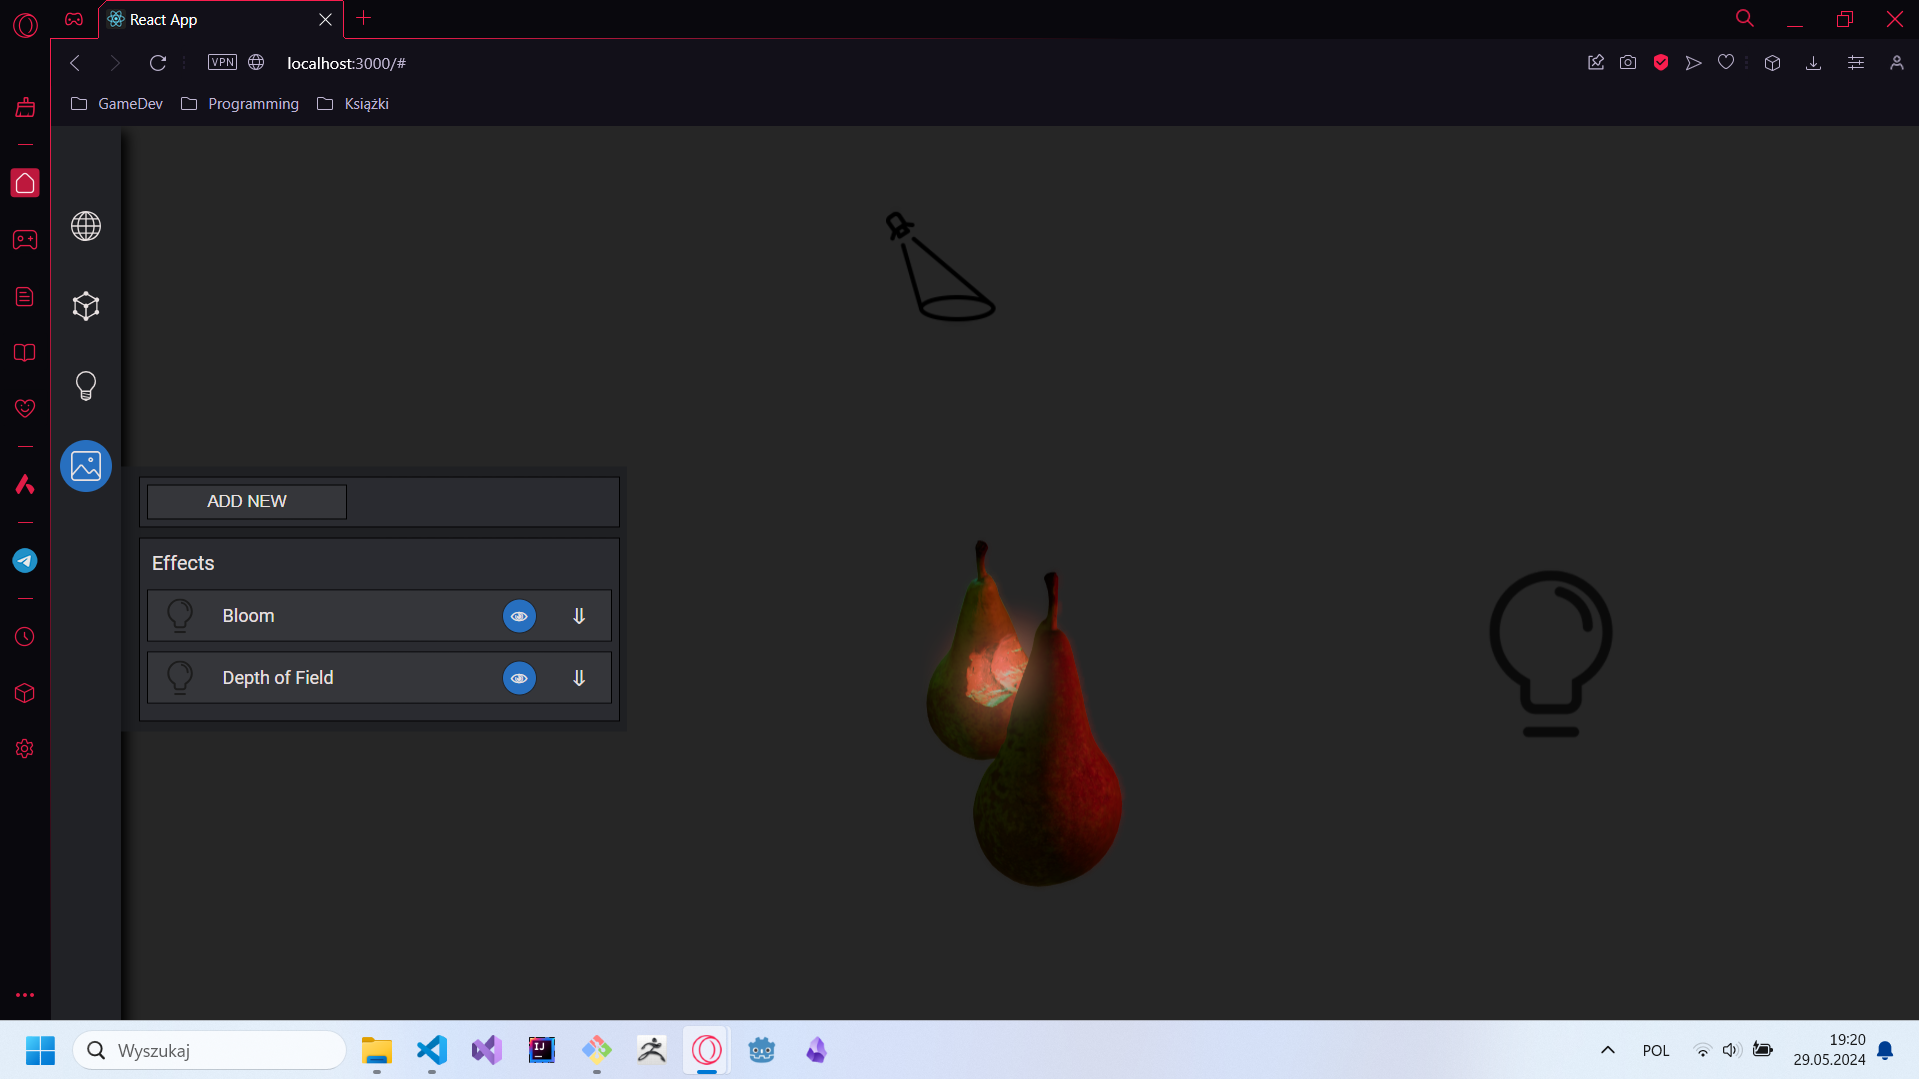 React App
VPN
localhost:3000/#
GameDev
Programming
Książki
ADD NEW
Effects
Bloom
Depth of Field
Wyszukaj
IJ
POL
19:20
29.05.2024